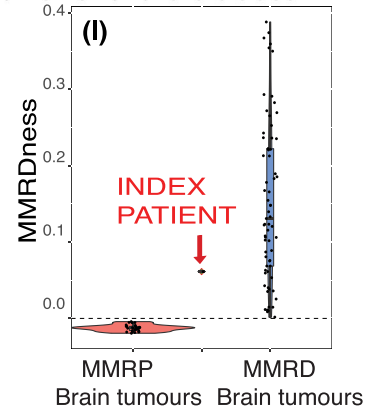 (I)
0.4
0.3
0.2
0.1
0.0
MMRDness
INDEX
PATIENT
MMRP
Brain tumours
MMRD
Brain tumours